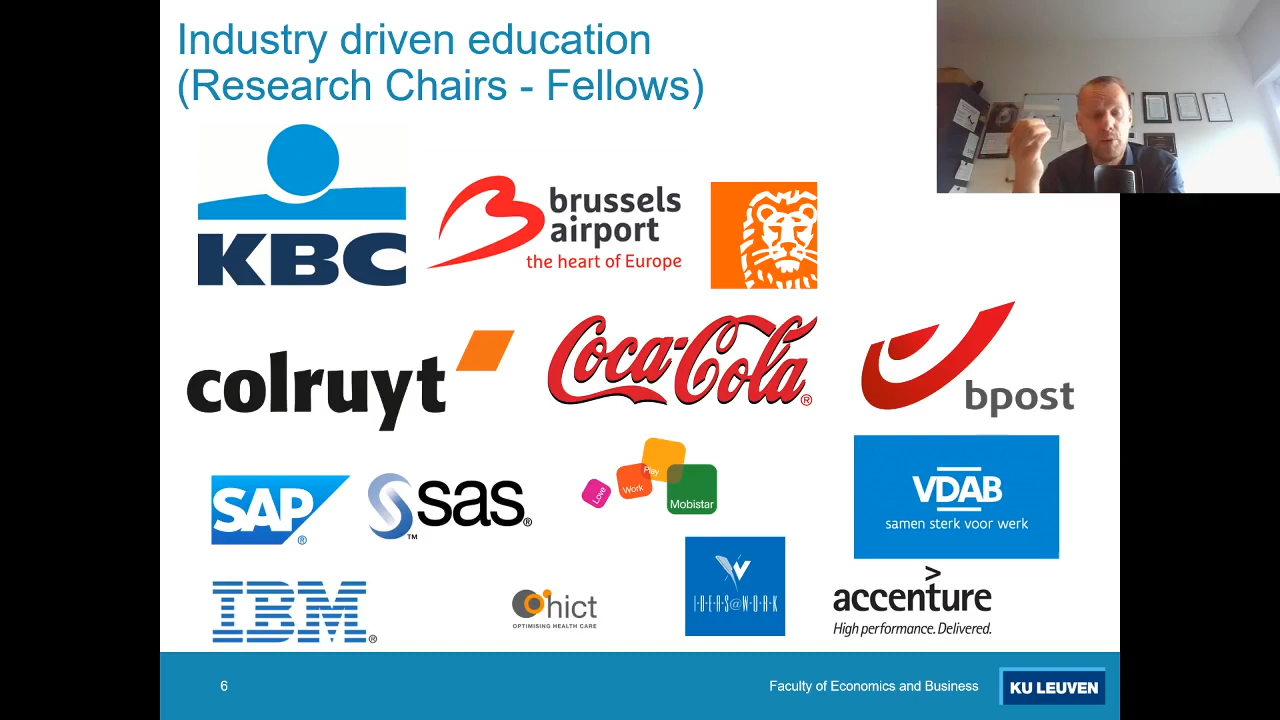 Industry driven education
(Research Chairs - Fellows)
KBC
brussels
airport
the heart of Europe
colruyt
Coca-Cola®
bpost
SAP®
sas®
™
Love
Work
Play
Mobistar
VDAB
samen sterk voor werk
IBM®
hict
OPTIMISING HEALTH CARE
I·B·E·R·S@W·O·R·K
>
accenture
High performance. Delivered.
6
Faculty of Economics and Business
KU LEUVEN